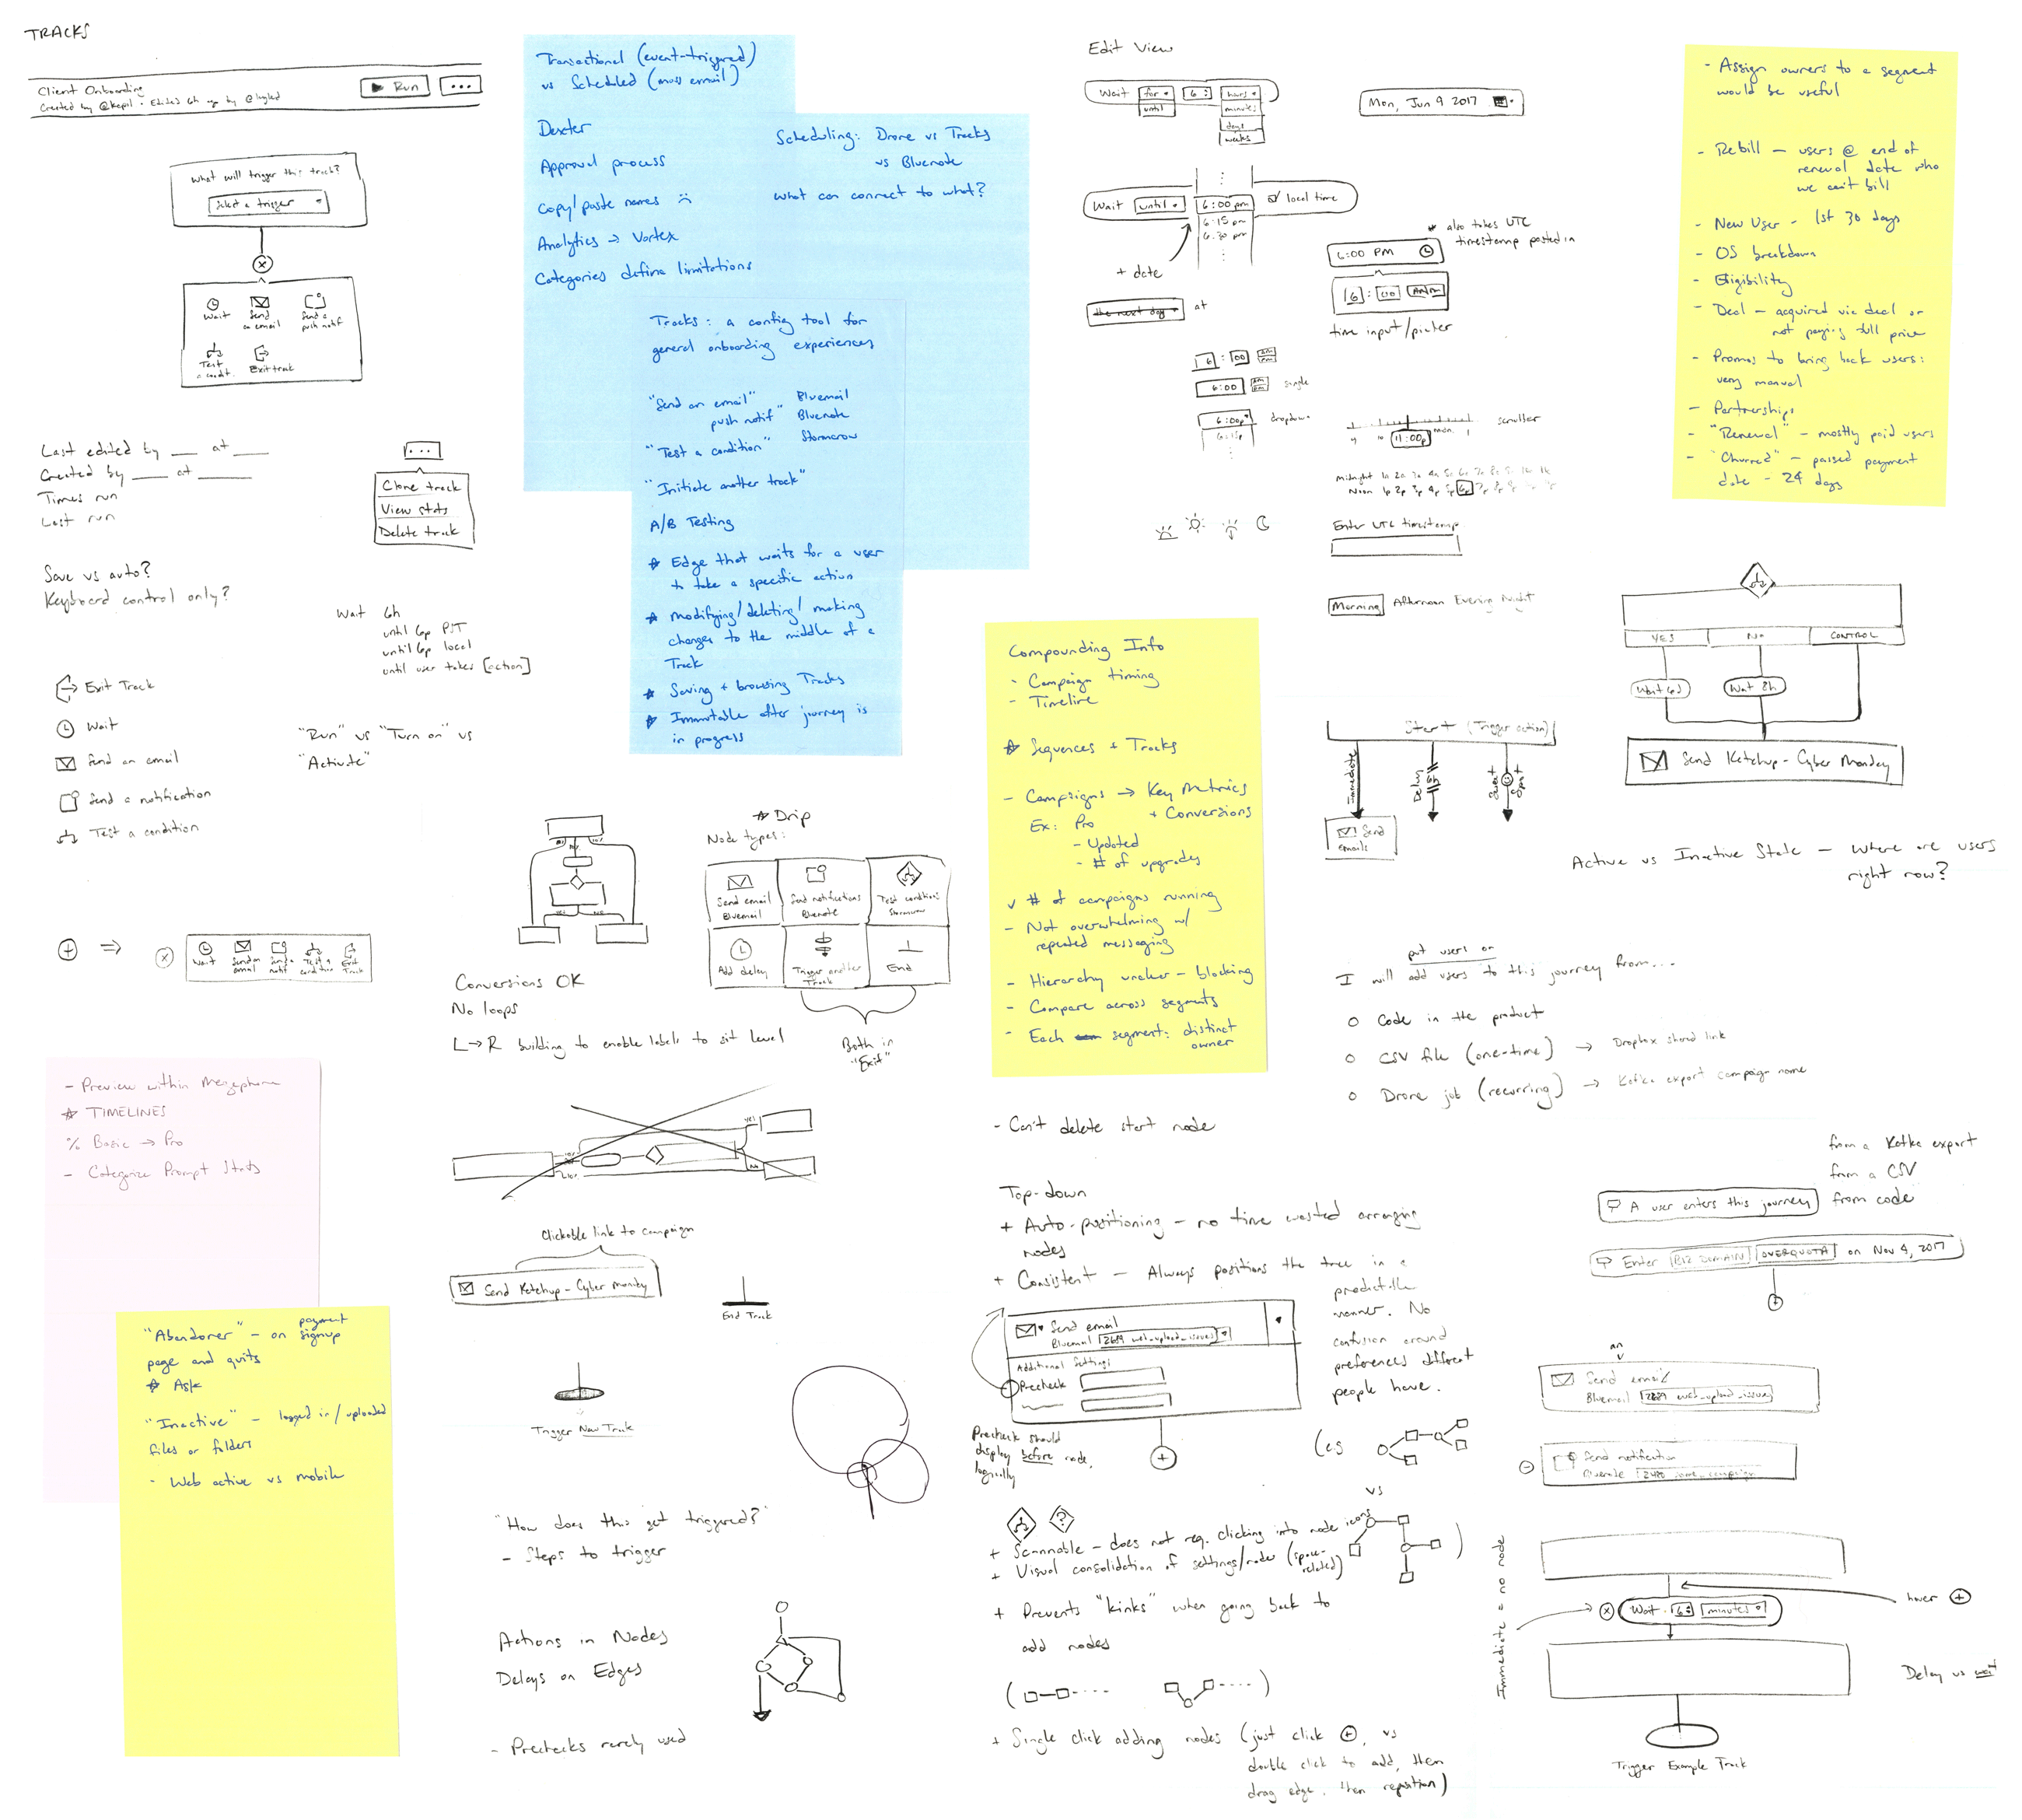 TRACKS
Client Onboarding
Run
...
What will trigger this track?
Select a trigger
Wait
Send an email
Send a push notif
Test a condit.
Exit track
Last edited by ___ at ___
Created by ___ at ___
Times run
Last run
...
Clone track
View stats
Delete track
Save vs auto?
Keyboard control only?
Wait 6h
until 6p PST
until 6p local
until user takes [action]
Exit Track
Wait
Send an email
Send a notification
Test a condition
"Run" vs "Turn on" vs
"Activate"
Wait
Send an email
Send a notif
Test a condition
Exit Track
- Preview within Megaphone
* TIMELINES
% Basic → Pro
- Categorize Prompt Stats
"Abandoner" - on payment signup
page and quits
* Ask
"Inactive" - logged in/uploaded
files or folders
- Web active vs mobile
Transactional (event-triggered)
vs Scheduled (mass email)
Dexter
Approval process
Copy/paste names
Analytics → Vortex
Categories define limitations
Scheduling: Drone vs Tracks
vs Bluenote
What can connect to what?
Tracks: a config tool for
general onboarding experiences
"Send an email" Bluemail
push notif" Bluenote
"Test a condition" Stormcrow
"Initiate another track"
A/B Testing
* Edge that waits for a user
to take a specific action
* Modifying/deleting/making
changes to the middle of a
Track
* Saving + browsing Tracks
* Immutable after journey is
in progress
* Drip
Node types:
Send email
Bluemail
Send notifications
Bluenote
Test conditions
Stormcrow
Add delay
Trigger another
Track
End
Both in
"Exit"
Conversions OK
No loops
L→R building to enable labels to sit level
YES
No
Clickable link to campaign
Send Ketchup - Cyber Monday
End Track
Trigger New Track
"How does this get triggered?"
- Steps to trigger
Actions in Nodes
Delays on Edges
- Prechecks rarely used
Edit View
Wait for 6 hours
until
minutes
days
weeks
Mon, Jun 9 2017
Wait until 6:00 pm local time
6:15 pm
6:30 pm
+ date
the next day at
* also takes UTC
timestamp pasted in
6:00 PM
6 : 00 AM
time input/picker
6 : 00 am pm
6:00 am pm single
6:00p dropdown
6:15p
11:00p scroller
Midnight 1a 2a 3a 4a 5a 6a 7a 8a
Noon 1p 2p 3p 4p 5p 6p 7p 8p
Enter UTC timestamp
Morning Afternoon Evening Night
Compounding Info
- Campaign timing
- Timeline
* Sequences + Tracks
- Campaigns → Key Metrics
+ Conversions
Ex: Pro
- Updated
- # of upgrades
✓ # of campaigns running
- Not overwhelming w/
repeated messaging
- Hierarchy unclear - blocking
- Compare across segments
- Each segment: distinct
owner
- Can't delete start node
Top-down
+ Auto-positioning - no time wasted arranging
nodes
+ Consistent - Always positions the tree in a
predictable
manner. No
confusion around
preferences different
people have.
Send email
Bluemail 2689 web_upload_issues
Additional Settings
Precheck
Precheck should
display before node,
logically
(es
vs
+ Scannable - does not req. clicking into node icons
+ Visual consolidation of settings/nodes (space-related)
+ Prevents "kinks" when going back to
add nodes
+ Single click adding nodes (just click ⊕, vs
double click to add, then
drag edge, then reposition)
- Assign owners to a segment
would be useful
- Rebill - users @ end of
renewal date who
we can't bill
- New User - 1st 30 days
- OS breakdown
- Eligibility
- Deal - acquired via deal or
not paying full price
- Promos to bring back users:
very manual
- Partnerships
- "Renewal" - mostly paid users
- "Churned" - passed payment
date - 24 days
YES
NO
CONTROL
Wait 6d
Wait 8h
Send Ketchup - Cyber Monday
Start (Trigger action)
Immediate
Delay
6h
Event
Send
emails
Active vs Inactive State - Where are users
right now?
put users on
I will add users to this journey from...
o Code in the product
o CSV file (one-time) → Dropbox shared link
o Drone job (recurring) → Kafka export campaign name
from a Kafka export
from a CSV
from code
A user enters this journey
Enter BIZ DOMAIN OVERQUOTA on Nov 4, 2017
an
Send email
Bluemail 2689 web_upload_issues
Send notification
Immediate = no node
Wait 6 minutes
hover ⊕
Delay vs wait
Trigger Example Track